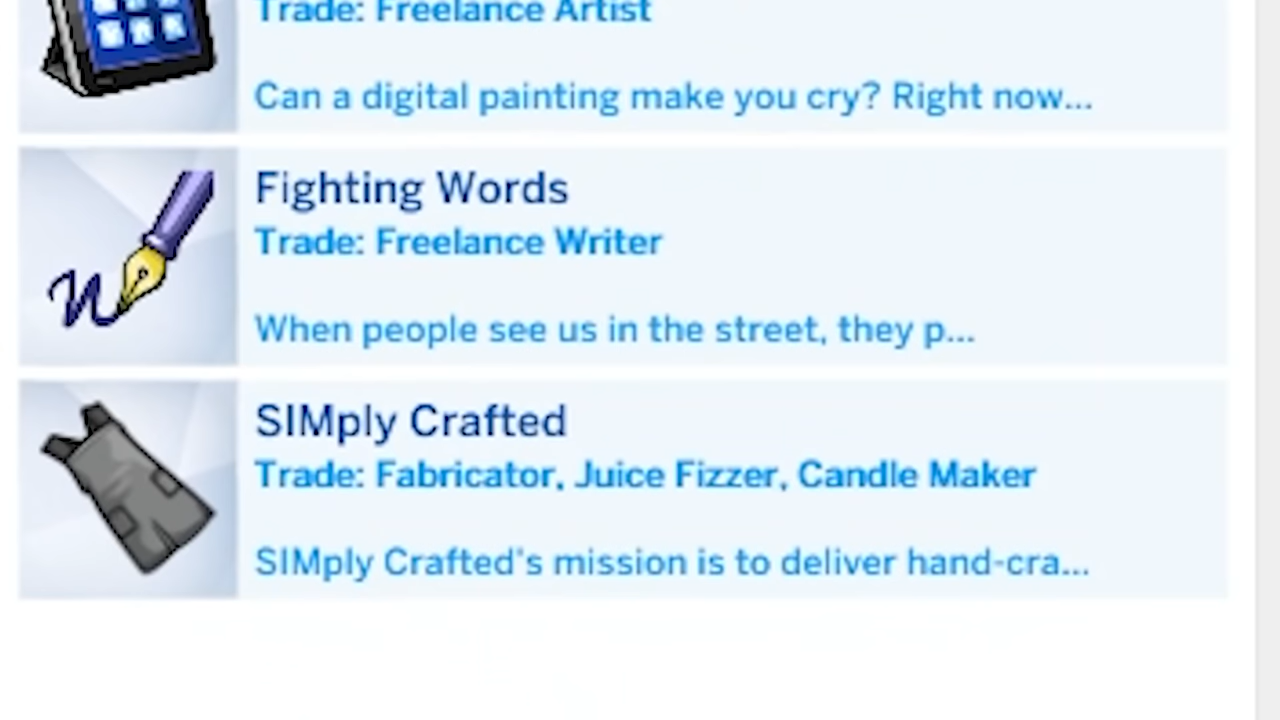 Trade: Freelance Artist
Can a digital painting make you cry? Right now...
Fighting Words
Trade: Freelance Writer
When people see us in the street, they p...
SIMply Crafted
Trade: Fabricator, Juice Fizzer, Candle Maker
SIMply Crafted's mission is to deliver hand-cra...